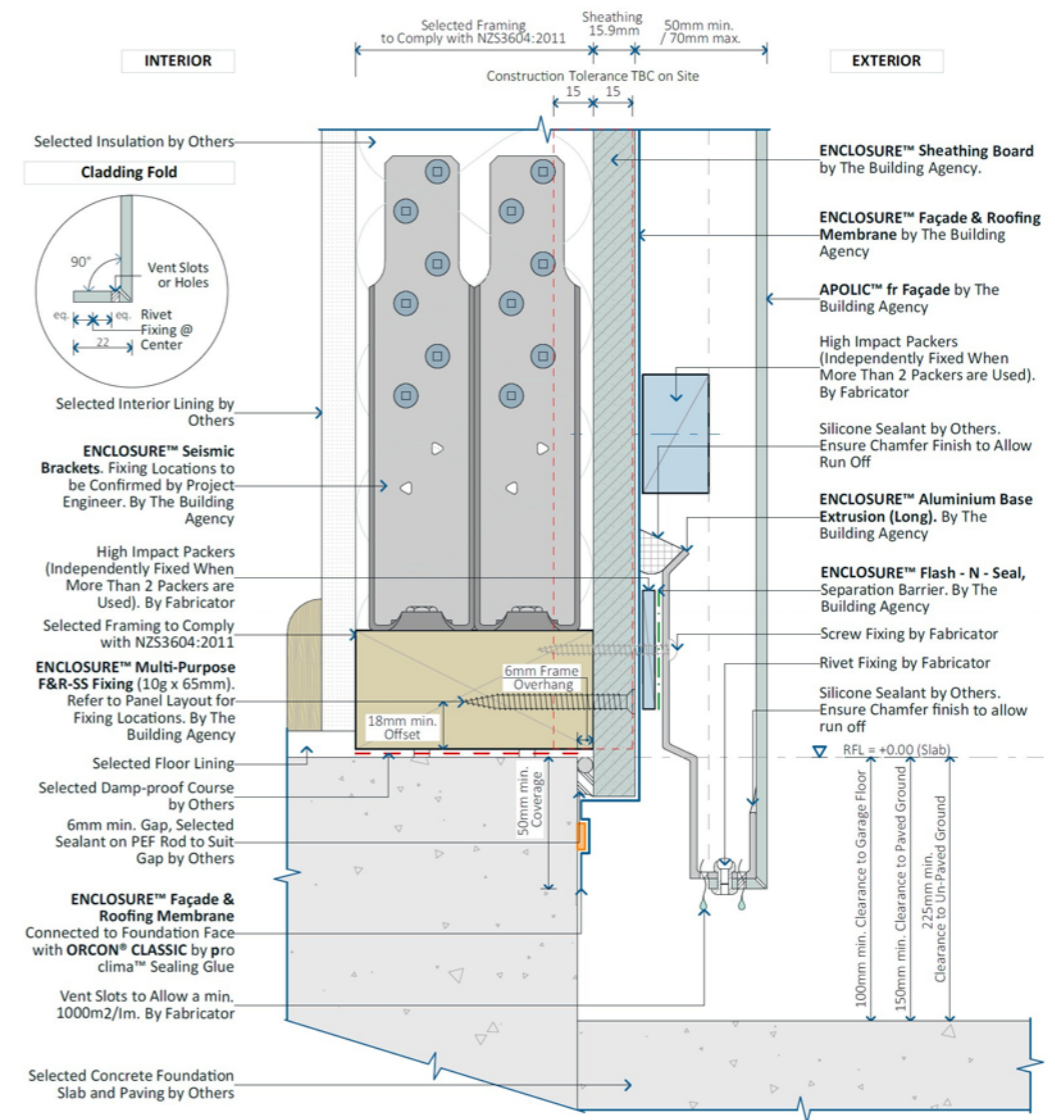 Selected Framing
to Comply with NZS3604:2011
Sheathing
15.9mm
50mm min.
/ 70mm max.
INTERIOR
EXTERIOR
Construction Tolerance TBC on Site
15
15
Selected Insulation by Others
Cladding Fold
90°
Vent Slots
or Holes
eq.
eq.
Rivet
Fixing @
Center
22
Selected Interior Lining by
Others
ENCLOSURE™ Seismic
Brackets. Fixing Locations to
be Confirmed by Project
Engineer. By The Building
Agency
High Impact Packers
(Independently Fixed When
More Than 2 Packers are
Used). By Fabricator
Selected Framing to Comply
with NZS3604:2011
ENCLOSURE™ Multi-Purpose
F&R-SS Fixing (10g x 65mm).
Refer to Panel Layout for
Fixing Locations. By The
Building Agency
Selected Floor Lining
Selected Damp-proof Course
by Others
6mm min. Gap, Selected
Sealant on PEF Rod to Suit
Gap by Others
ENCLOSURE™ Façade &
Roofing Membrane
Connected to Foundation Face
with ORCON® CLASSIC by pro
clima™ Sealing Glue
Vent Slots to Allow a min.
1000m2/lm. By Fabricator
Selected Concrete Foundation
Slab and Paving by Others
6mm Frame
Overhang
18mm min.
Offset
50mm min.
Coverage
ENCLOSURE™ Sheathing Board
by The Building Agency.
ENCLOSURE™ Façade & Roofing
Membrane by The Building
Agency
APOLIC™ fr Façade by The
Building Agency
High Impact Packers
(Independently Fixed When
More Than 2 Packers are Used).
By Fabricator
Silicone Sealant by Others.
Ensure Chamfer Finish to Allow
Run Off
ENCLOSURE™ Aluminium Base
Extrusion (Long). By The
Building Agency
ENCLOSURE™ Flash - N - Seal,
Separation Barrier. By The
Building Agency
Screw Fixing by Fabricator
Rivet Fixing by Fabricator
Silicone Sealant by Others.
Ensure Chamfer finish to allow
run off
RFL = +0.00 (Slab)
100mm min. Clearance to Garage Floor
150mm min. Clearance to Paved Ground
225mm min.
Clearance to Un-Paved Ground